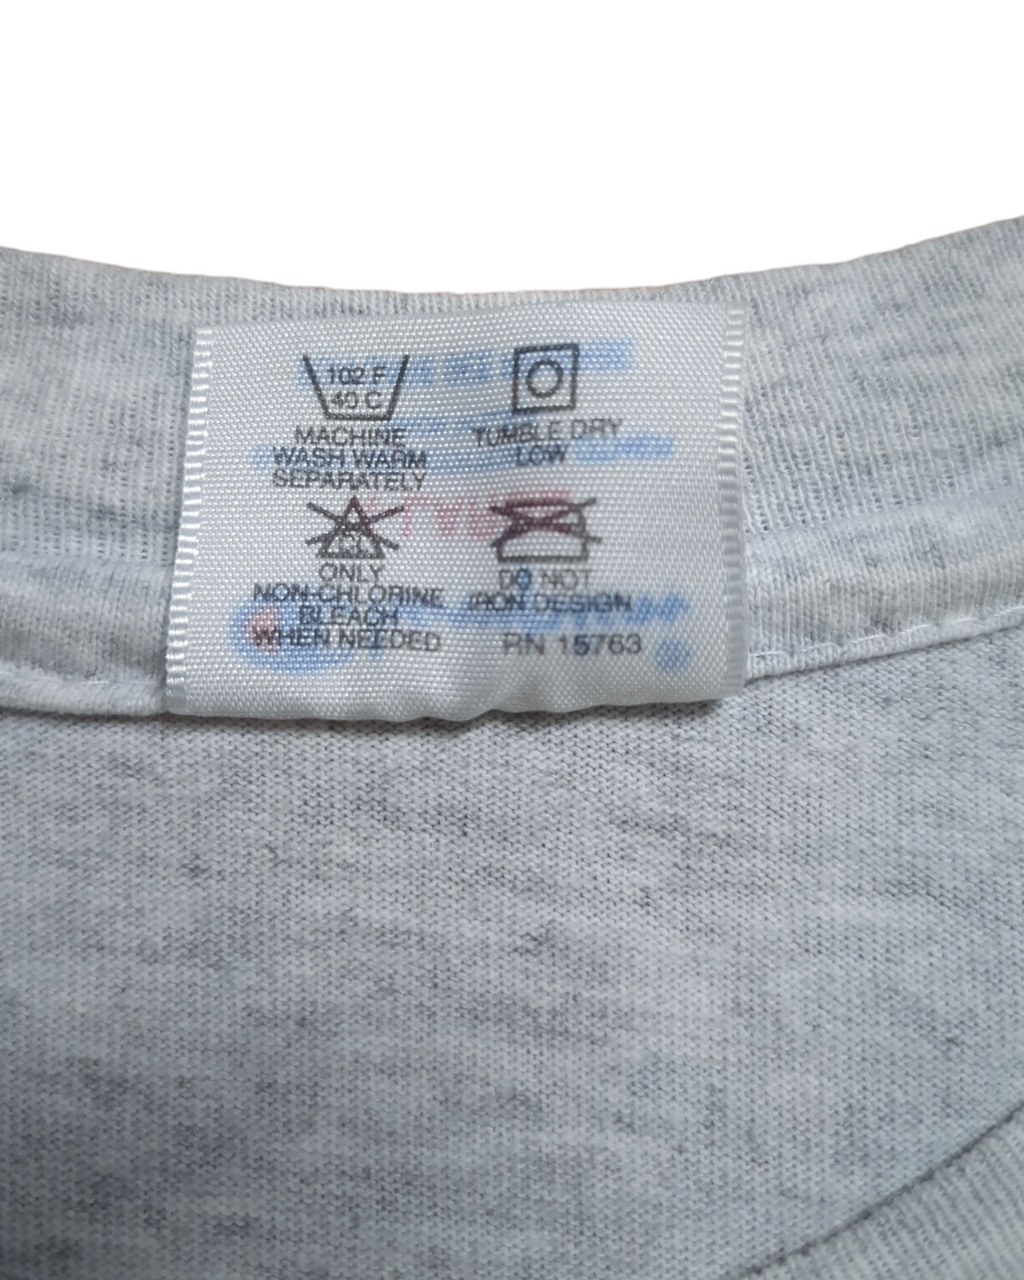 102 F
40 C
MACHINE
WASH WARM
SEPARATELY
TUMBLE DRY
LOW
CL
ONLY
NON-CHLORINE
BLEACH
WHEN NEEDED
DO NOT
IRON DESIGN
RN 15763